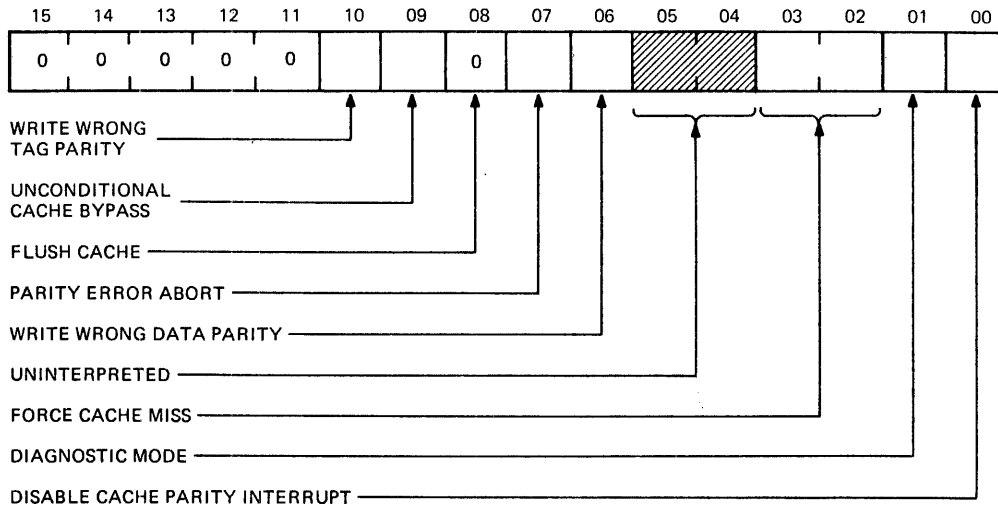 15 14 13 12 11 10 09 08 07 06 05 04 03 02 01 00
0 0 0 0 0 0
WRITE WRONG
TAG PARITY
UNCONDITIONAL
CACHE BYPASS
FLUSH CACHE
PARITY ERROR ABORT
WRITE WRONG DATA PARITY
UNINTERPRETED
FORCE CACHE MISS
DIAGNOSTIC MODE
DISABLE CACHE PARITY INTERRUPT